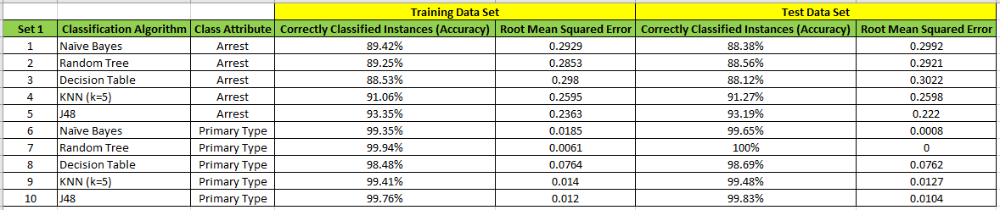 Training Data Set Test Data Set
Set 1 Classification Algorithm Class Attribute Correctly Classified Instances (Accuracy) Root Mean Squared Error Correctly Classified Instances (Accuracy) Root Mean Squared Error
1 Naïve Bayes Arrest 89.42% 0.2929 88.38% 0.2992
2 Random Tree Arrest 89.25% 0.2853 88.56% 0.2921
3 Decision Table Arrest 88.53% 0.298 88.12% 0.3022
4 KNN (k=5) Arrest 91.06% 0.2595 91.27% 0.2598
5 J48 Arrest 93.35% 0.2363 93.19% 0.222
6 Naïve Bayes Primary Type 99.35% 0.0185 99.65% 0.0008
7 Random Tree Primary Type 99.94% 0.0061 100% 0
8 Decision Table Primary Type 98.48% 0.0764 98.69% 0.0762
9 KNN (k=5) Primary Type 99.41% 0.014 99.48% 0.0127
10 J48 Primary Type 99.76% 0.012 99.83% 0.0104